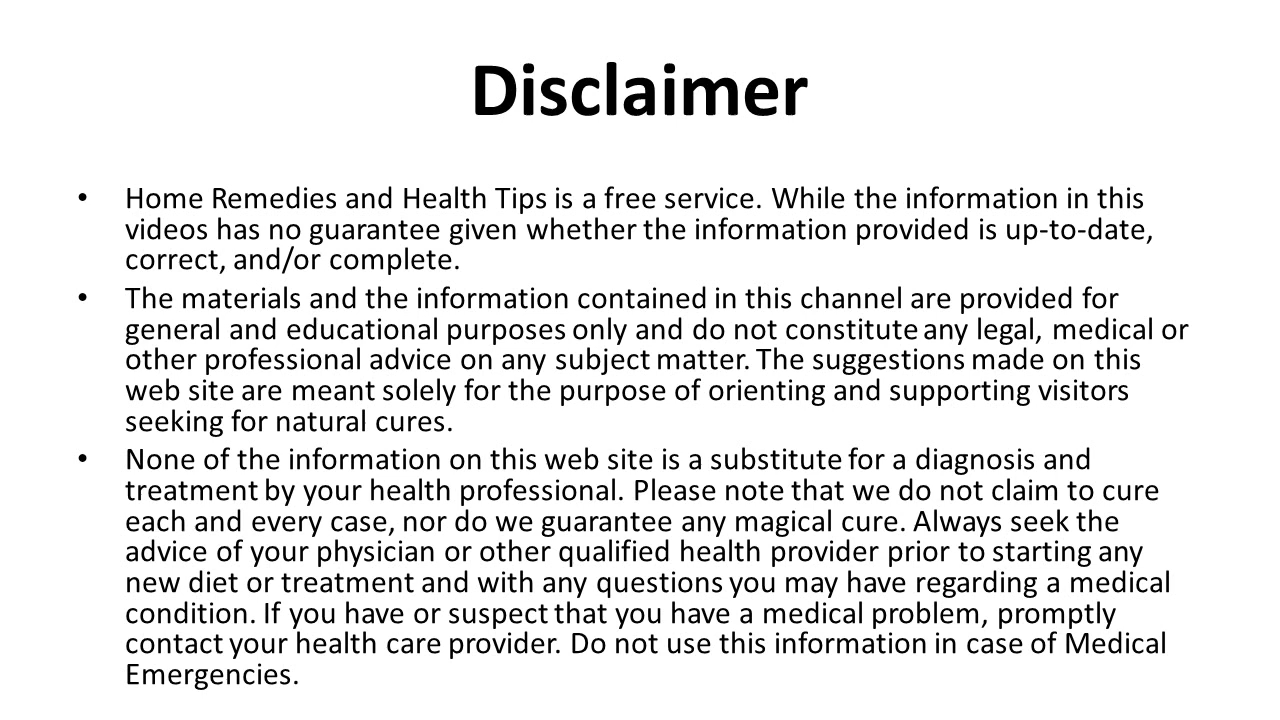 Disclaimer
• Home Remedies and Health Tips is a free service. While the information in this
videos has no guarantee given whether the information provided is up-to-date,
correct, and/or complete.
• The materials and the information contained in this channel are provided for
general and educational purposes only and do not constitute any legal, medical or
other professional advice on any subject matter. The suggestions made on this
web site are meant solely for the purpose of orienting and supporting visitors
seeking for natural cures.
• None of the information on this web site is a substitute for a diagnosis and
treatment by your health professional. Please note that we do not claim to cure
each and every case, nor do we guarantee any magical cure. Always seek the
advice of your physician or other qualified health provider prior to starting any
new diet or treatment and with any questions you may have regarding a medical
condition. If you have or suspect that you have a medical problem, promptly
contact your health care provider. Do not use this information in case of Medical
Emergencies.